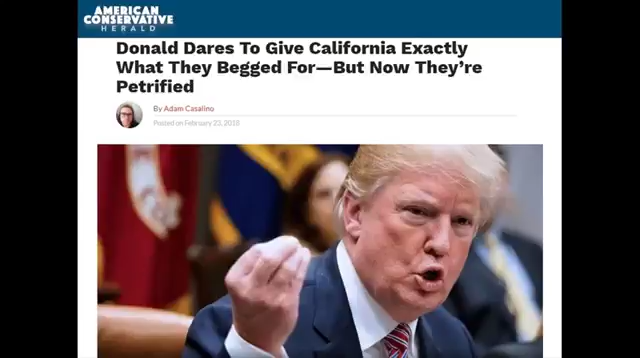 AMERICAN
CONSERVATIVE
HERALD
Donald Dares To Give California Exactly
What They Begged For—But Now They're
Petrified
By Adam Casalino
Posted on February 23, 2018